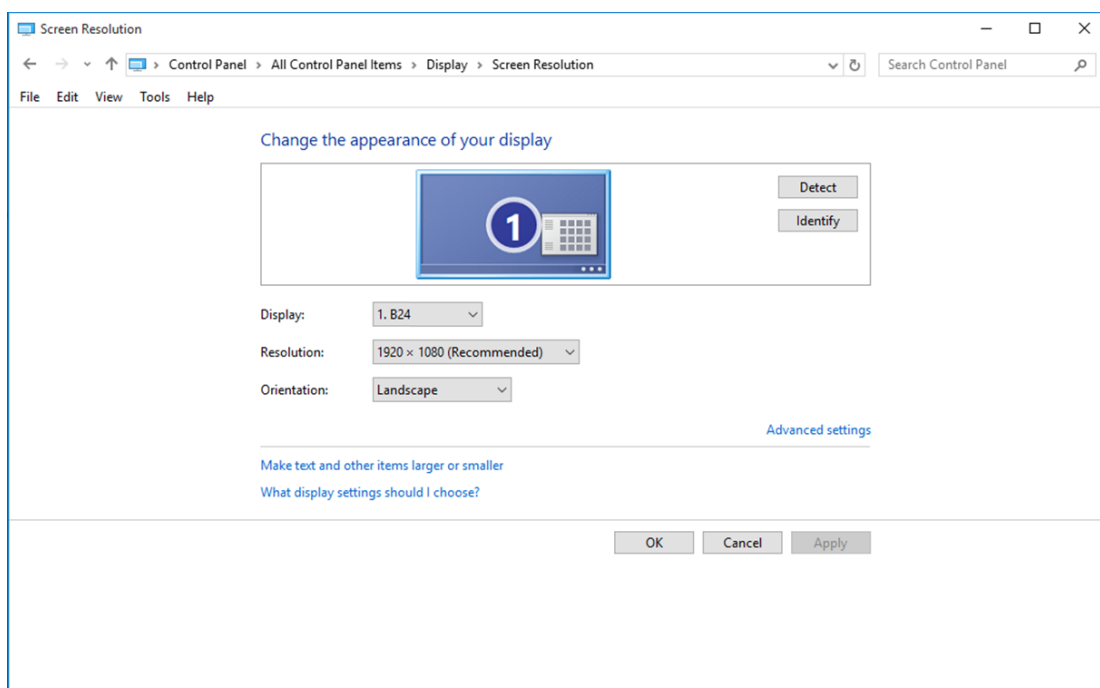 Screen Resolution
Control Panel > All Control Panel Items > Display > Screen Resolution
Search Control Panel
File Edit View Tools Help
Change the appearance of your display
1
Detect
Identify
Display: 1. B24
Resolution: 1920 × 1080 (Recommended)
Orientation: Landscape
Advanced settings
Make text and other items larger or smaller
What display settings should I choose?
OK Cancel Apply